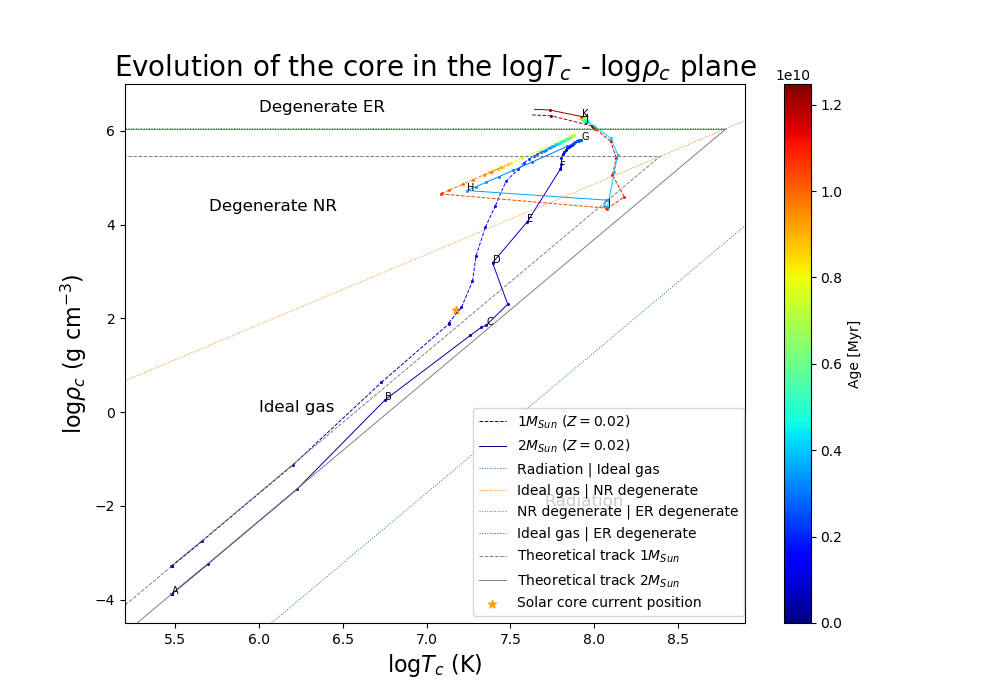 Evolution of the core in the logT_c - logρ_c plane
1e10
Degenerate ER
K
J
G
F
H
I
Degenerate NR
E
D
C
B
A
Ideal gas
Radiation
6
4
2
0
−2
−4
logρ_c (g cm⁻³)
5.5 6.0 6.5 7.0 7.5 8.0 8.5
logT_c (K)
1M_Sun (Z = 0.02)
2M_Sun (Z = 0.02)
Radiation | Ideal gas
Ideal gas | NR degenerate
NR degenerate | ER degenerate
Ideal gas | ER degenerate
Theoretical track 1M_Sun
Theoretical track 2M_Sun
Solar core current position
1.2
1.0
0.8
0.6
0.4
0.2
0.0
Age [Myr]